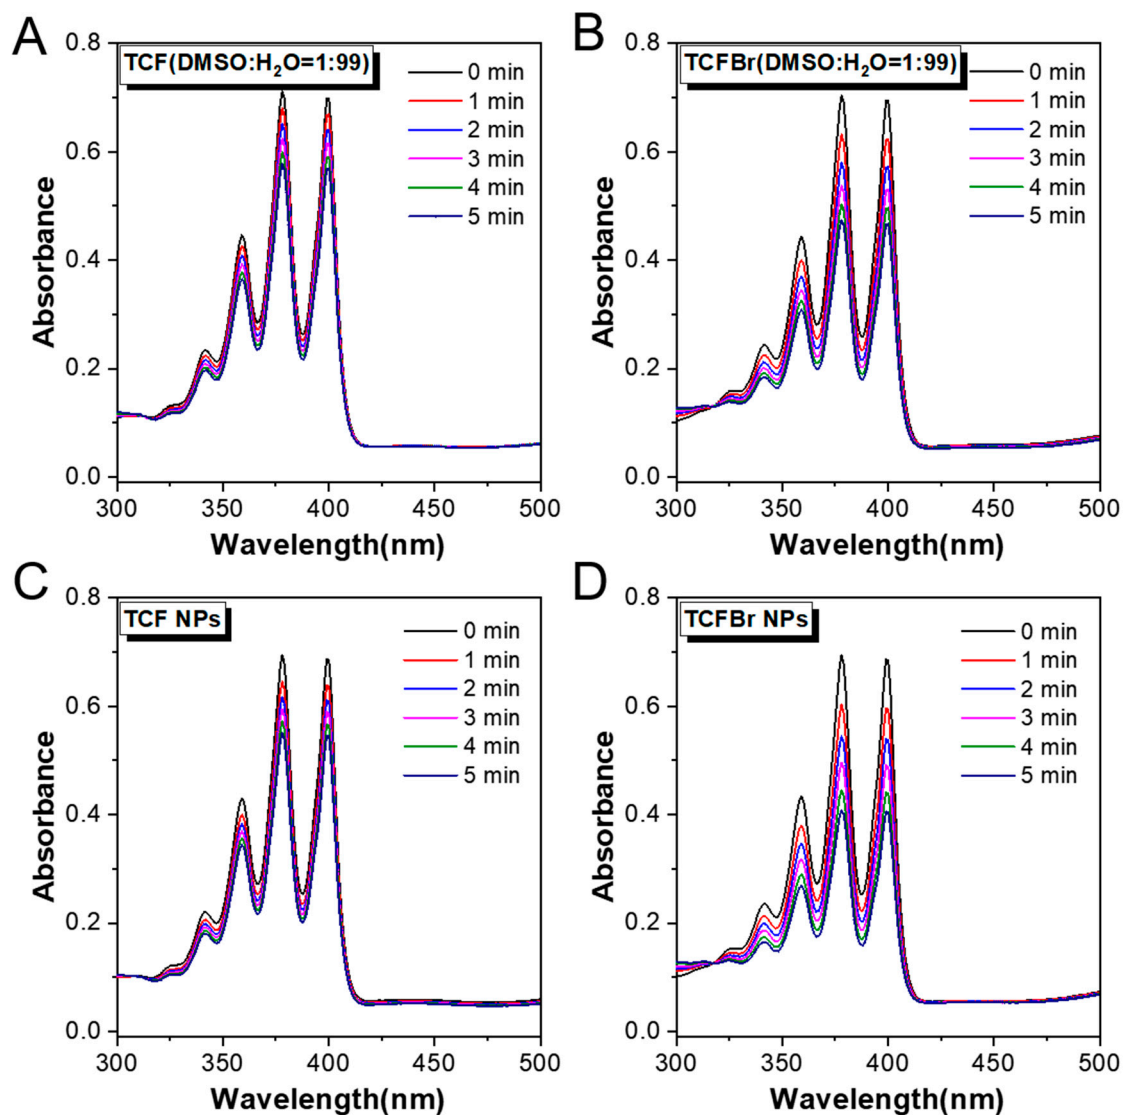 A
TCF(DMSO:H₂O=1:99)
0 min
1 min
2 min
3 min
4 min
5 min
0.8
0.6
0.4
0.2
0.0
Absorbance
300
350
400
450
500
Wavelength(nm)
B
TCFBr(DMSO:H₂O=1:99)
0 min
1 min
2 min
3 min
4 min
5 min
0.8
0.6
0.4
0.2
0.0
Absorbance
300
350
400
450
500
Wavelength(nm)
C
TCF NPs
0 min
1 min
2 min
3 min
4 min
5 min
0.8
0.6
0.4
0.2
0.0
Absorbance
300
350
400
450
500
Wavelength(nm)
D
TCFBr NPs
0 min
1 min
2 min
3 min
4 min
5 min
0.8
0.6
0.4
0.2
0.0
Absorbance
300
350
400
450
500
Wavelength(nm)